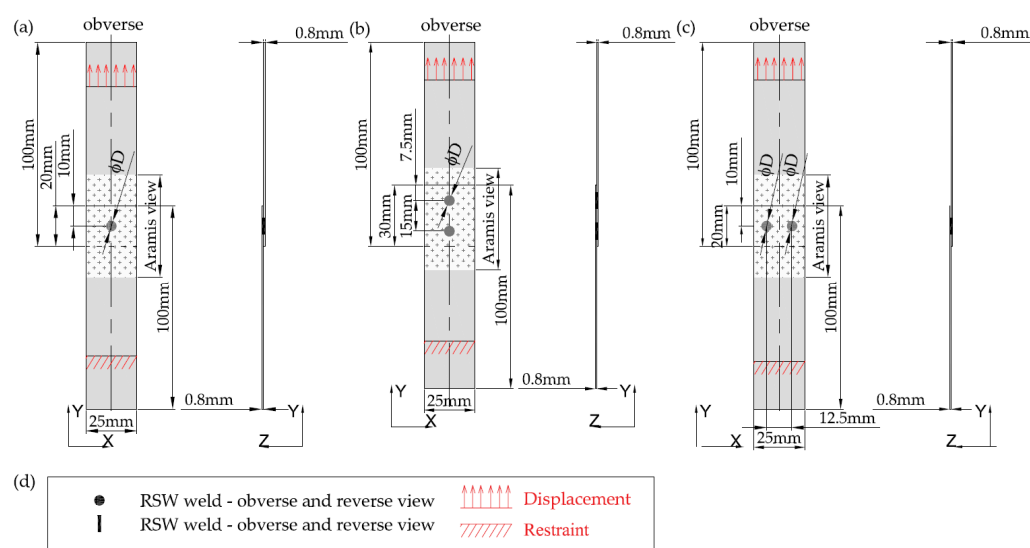 (a)
obverse
0.8mm
100mm
20mm
10mm
ϕD
Aramis view
100mm
0.8mm
25mm
Y
X
Y
Z
(b)
obverse
0.8mm
100mm
7.5mm
30mm
15mm
ϕD
Aramis view
100mm
0.8mm
25mm
Y
X
Y
Z
(c)
obverse
0.8mm
100mm
10mm
20mm
ϕD
ϕD
Aramis view
100mm
0.8mm
12.5mm
25mm
Y
X
Y
Z
(d)
RSW weld - obverse and reverse view
Displacement
RSW weld - obverse and reverse view
Restraint